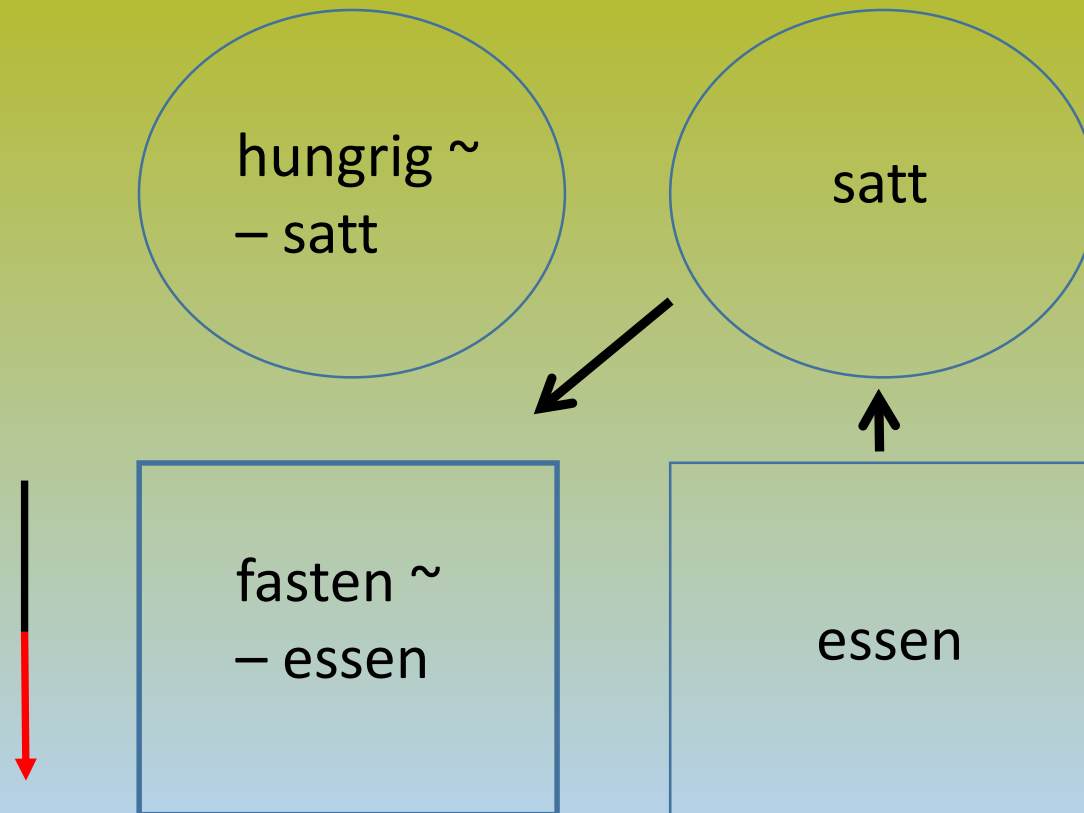 hungrig ~
– satt
satt
fasten ~
– essen
essen